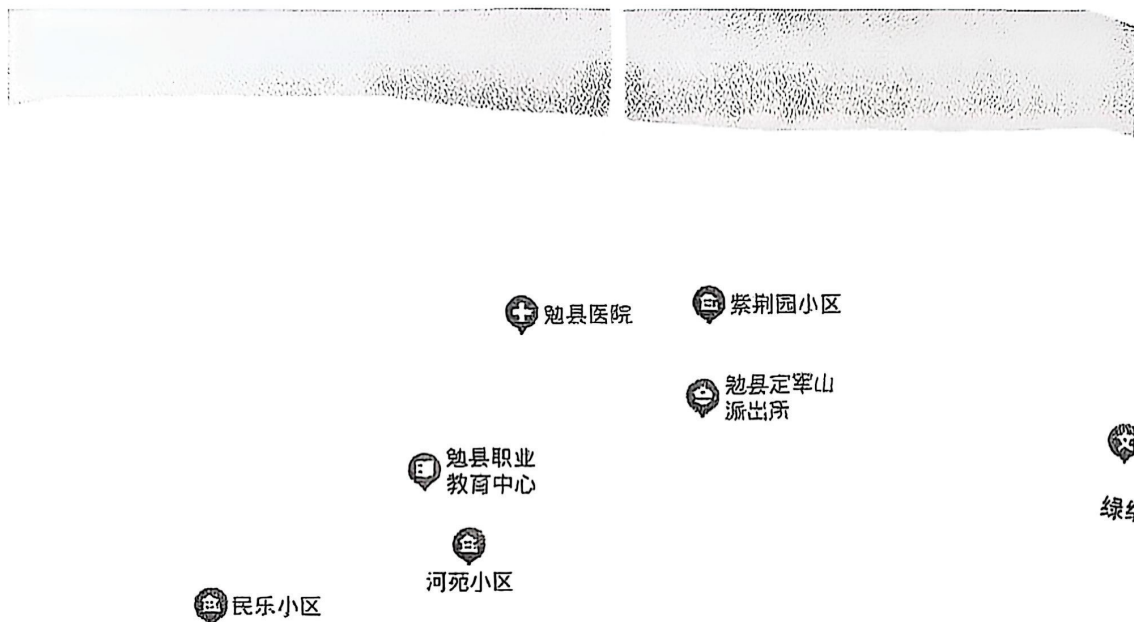 紫荆园小区
勉县医院
勉县定军山
派出所
勉县职业
教育中心
河苑小区
民乐小区
绿